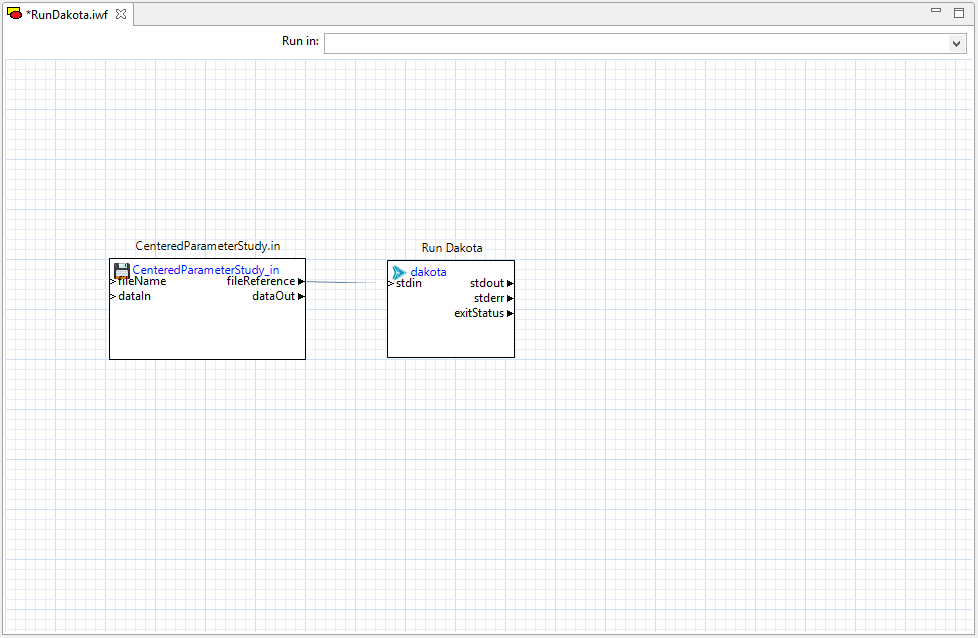 *RunDakota.iwf
Run in:
CenteredParameterStudy.in
CenteredParameterStudy_in
fileName fileReference
dataIn dataOut
Run Dakota
dakota
stdin stdout
stderr
exitStatus